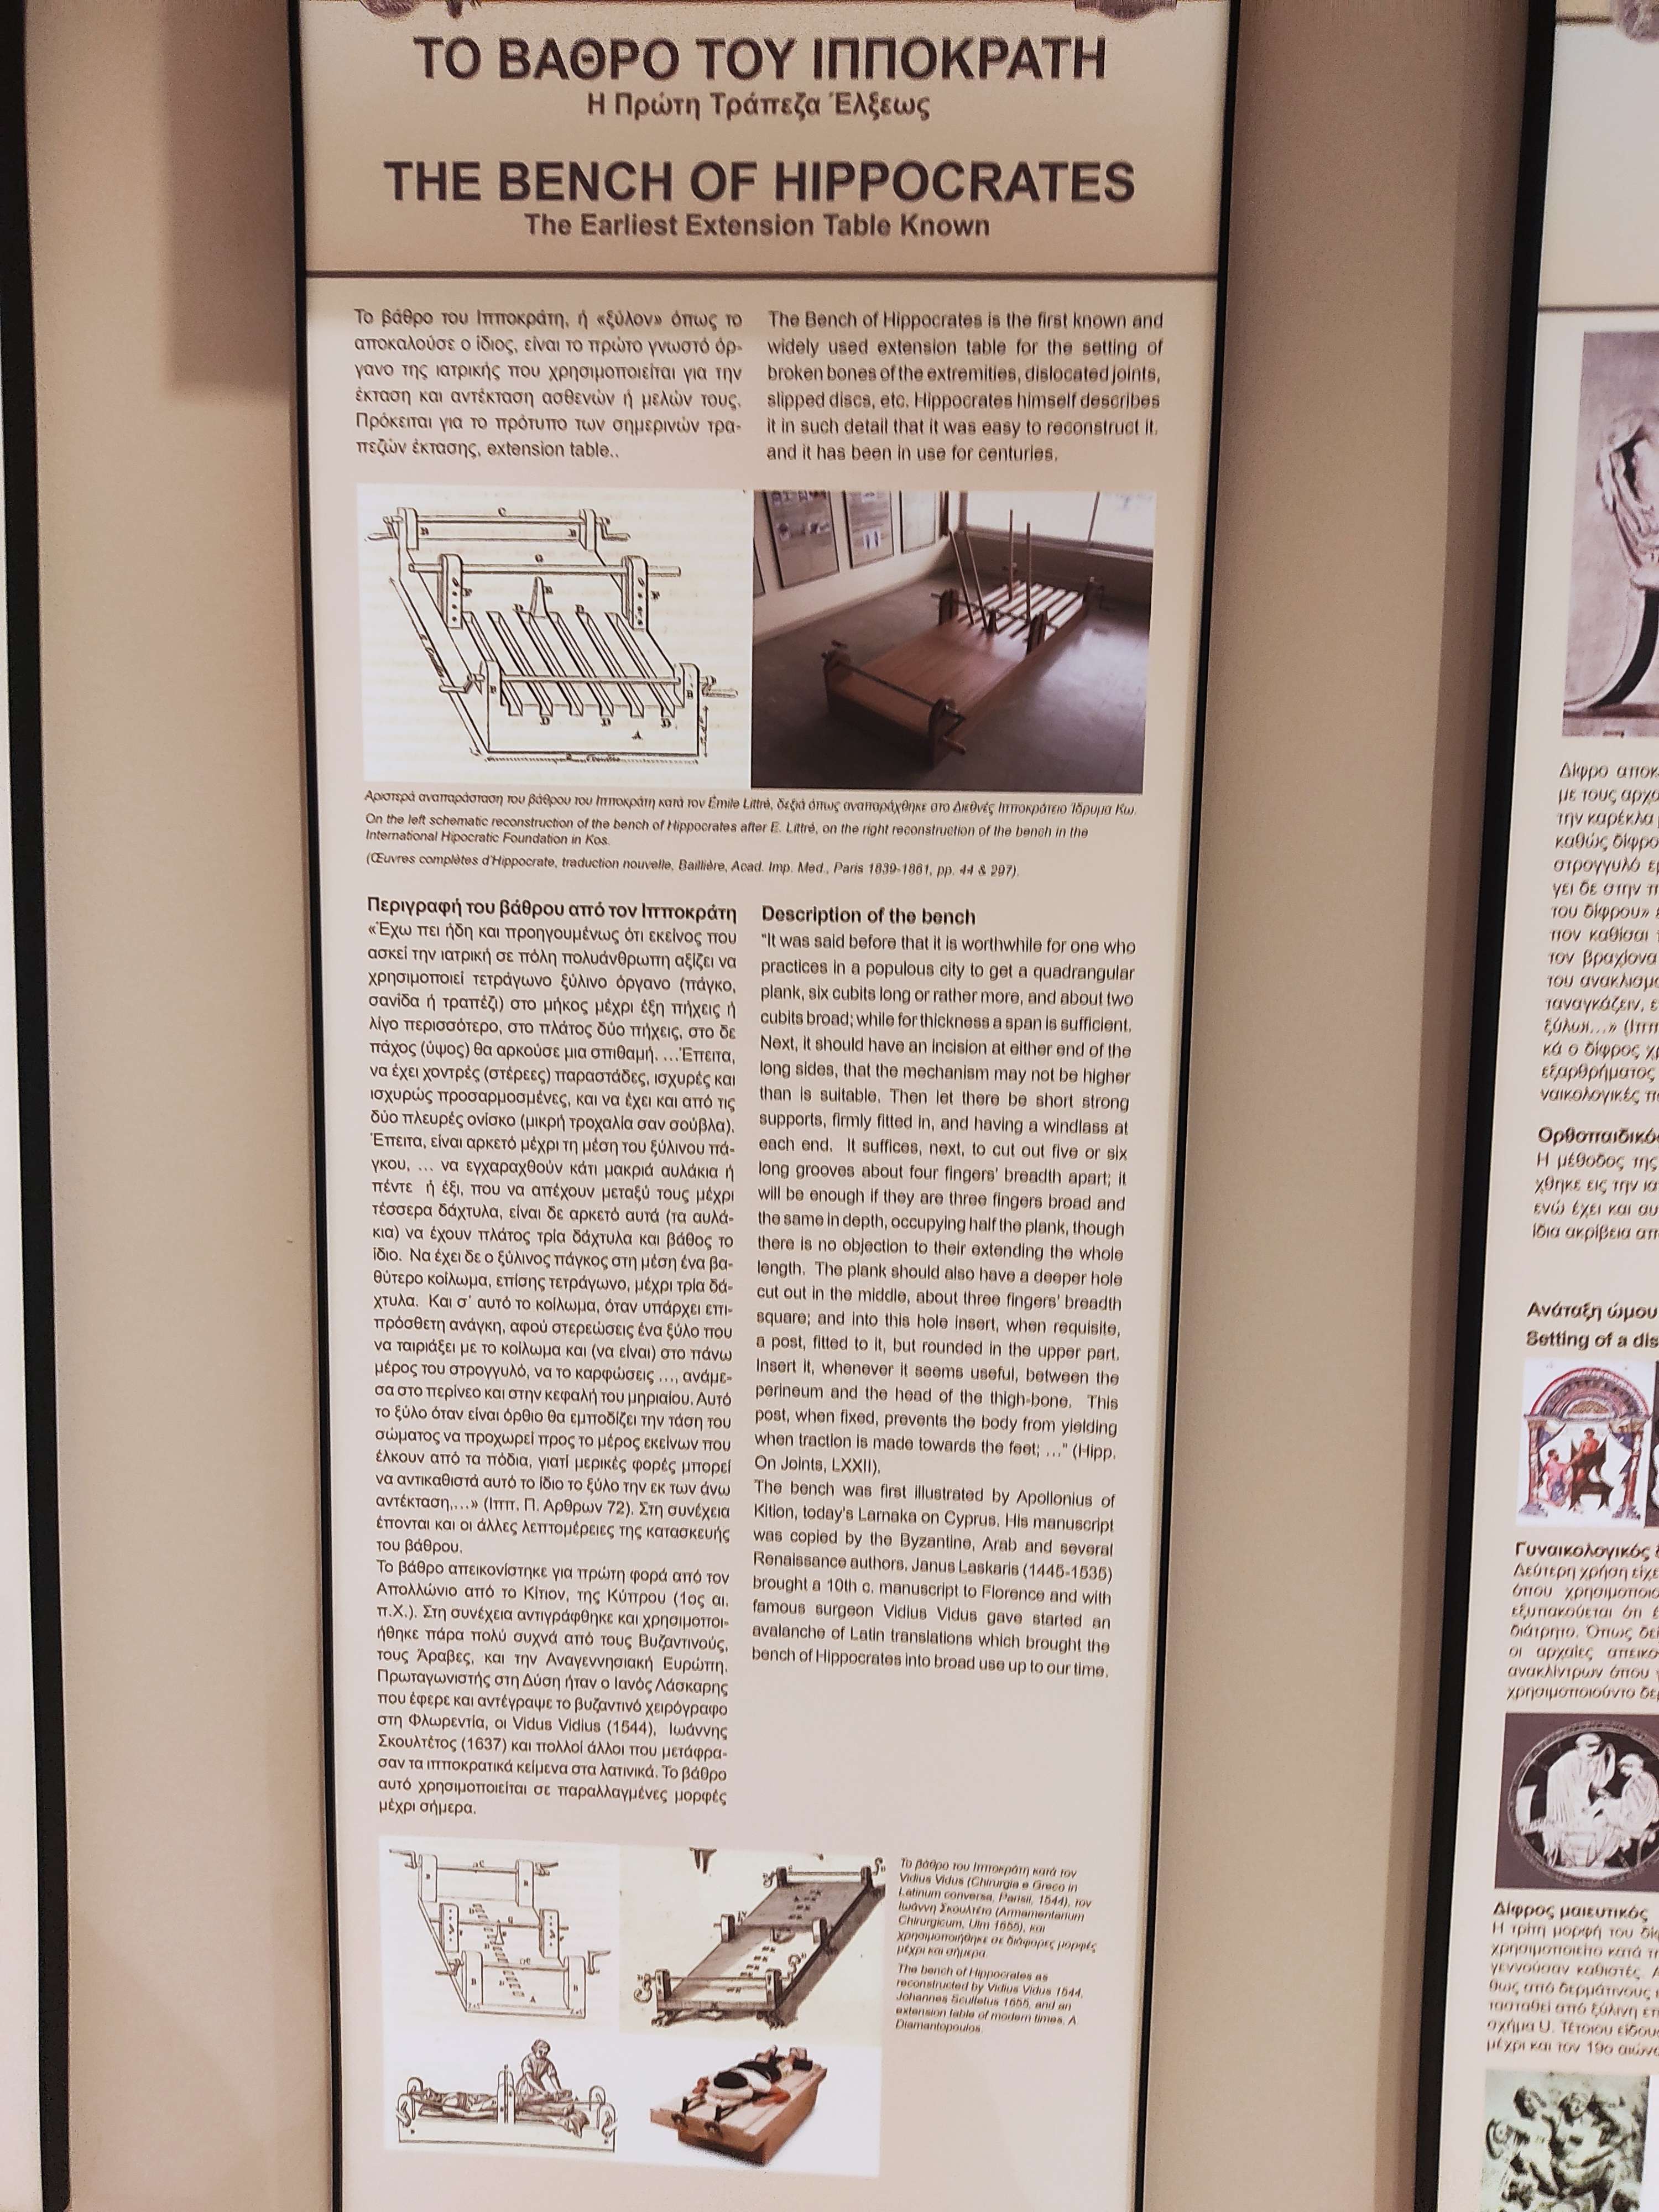 ΤΟ ΒΑΘΡΟ ΤΟΥ ΙΠΠΟΚΡΑΤΗ
Η Πρώτη Τράπεζα Έλξεως
THE BENCH OF HIPPOCRATES
The Earliest Extension Table Known
Το βάθρο του Ιπποκράτη, ή «ξύλον» όπως το
αποκαλούσε ο ίδιος, είναι το πρώτο γνωστό όρ-
γανο της ιατρικής που χρησιμοποιείται για την
έκταση και αντέκταση ασθενών ή μελών τους.
Πρόκειται για το πρότυπο των σημερινών τρα-
πεζών έκτασης, extension table..
The Bench of Hippocrates is the first known and
widely used extension table for the setting of
broken bones of the extremities, dislocated joints,
slipped discs, etc. Hippocrates himself describes
it in such detail that it was easy to reconstruct it,
and it has been in use for centuries.
Αριστερά αναπαράσταση του βάθρου του Ιπποκράτη κατά τον Émile Littré, δεξιά όπως αναπαράχθηκε στο Διεθνές Ιπποκράτειο Ίδρυμα Κω.
On the left schematic reconstruction of the bench of Hippocrates after E. Littré, on the right reconstruction of the bench in the
International Hipocratic Foundation in Kos.
(Œuvres complètes d'Hippocrate, traduction nouvelle, Baillière, Acad. Imp. Med., Paris 1839-1861, pp. 44 & 297).
Περιγραφή του βάθρου από τον Ιπποκράτη
«Έχω πει ήδη και προηγουμένως ότι εκείνος που
ασκεί την ιατρική σε πόλη πολυάνθρωπη αξίζει να
χρησιμοποιεί τετράγωνο ξύλινο όργανο (πάγκο,
σανίδα ή τραπέζι) στο μήκος μέχρι έξη πήχεις ή
λίγο περισσότερο, στο πλάτος δύο πήχεις, στο δε
πάχος (ύψος) θα αρκούσε μια σπιθαμή. …Έπειτα,
να έχει χοντρές (στέρεες) παραστάδες, ισχυρές και
ισχυρώς προσαρμοσμένες, και να έχει και από τις
δύο πλευρές ονίσκο (μικρή τροχαλία σαν σούβλα).
Έπειτα, είναι αρκετό μέχρι τη μέση του ξύλινου πά-
γκου, … να εγχαραχθούν κάτι μακριά αυλάκια ή
πέντε ή έξι, που να απέχουν μεταξύ τους μέχρι
τέσσερα δάχτυλα, είναι δε αρκετό αυτά (τα αυλά-
κια) να έχουν πλάτος τρία δάχτυλα και βάθος το
ίδιο. Να έχει δε ο ξύλινος πάγκος στη μέση ένα βα-
θύτερο κοίλωμα, επίσης τετράγωνο, μέχρι τρία δά-
χτυλα. Και σ' αυτό το κοίλωμα, όταν υπάρχει επι-
πρόσθετη ανάγκη, αφού στερεώσεις ένα ξύλο που
να ταιριάξει με το κοίλωμα και (να είναι) στο πάνω
μέρος του στρογγυλό, να το καρφώσεις …, ανάμε-
σα στο περίνεο και στην κεφαλή του μηριαίου. Αυτό
το ξύλο όταν είναι όρθιο θα εμποδίζει την τάση του
σώματος να προχωρεί προς το μέρος εκείνων που
έλκουν από τα πόδια, γιατί μερικές φορές μπορεί
να αντικαθιστά αυτό το ίδιο το ξύλο την εκ των άνω
αντέκταση,…» (Ιππ. Π. Αρθρων 72). Στη συνέχεια
έπονται και οι άλλες λεπτομέρειες της κατασκευής
του βάθρου.
Το βάθρο απεικονίστηκε για πρώτη φορά από τον
Απολλώνιο από το Κίτιον, της Κύπρου (1ος αι.
π.Χ.). Στη συνέχεια αντιγράφθηκε και χρησιμοποι-
ήθηκε πάρα πολύ συχνά από τους Βυζαντινούς,
τους Άραβες, και την Αναγεννησιακή Ευρώπη.
Πρωταγωνιστής στη Δύση ήταν ο Ιανός Λάσκαρης
που έφερε και αντέγραψε το βυζαντινό χειρόγραφο
στη Φλωρεντία, οι Vidus Vidius (1544), Ιωάννης
Σκουλτέτος (1637) και πολλοί άλλοι που μετάφρα-
σαν τα ιπποκρατικά κείμενα στα λατινικά. Το βάθρο
αυτό χρησιμοποιείται σε παραλλαγμένες μορφές
μέχρι σήμερα.
Description of the bench
"It was said before that it is worthwhile for one who
practices in a populous city to get a quadrangular
plank, six cubits long or rather more, and about two
cubits broad; while for thickness a span is sufficient.
Next, it should have an incision at either end of the
long sides, that the mechanism may not be higher
than is suitable. Then let there be short strong
supports, firmly fitted in, and having a windlass at
each end. It suffices, next, to cut out five or six
long grooves about four fingers' breadth apart; it
will be enough if they are three fingers broad and
the same in depth, occupying half the plank, though
there is no objection to their extending the whole
length. The plank should also have a deeper hole
cut out in the middle, about three fingers' breadth
square; and into this hole insert, when requisite,
a post, fitted to it, but rounded in the upper part.
Insert it, whenever it seems useful, between the
perineum and the head of the thigh-bone. This
post, when fixed, prevents the body from yielding
when traction is made towards the feet; …" (Hipp.
On Joints, LXXII).
The bench was first illustrated by Apollonius of
Kition, today's Larnaka on Cyprus. His manuscript
was copied by the Byzantine, Arab and several
Renaissance authors. Janus Laskaris (1445-1535)
brought a 10th c. manuscript to Florence and with
famous surgeon Vidius Vidus gave started an
avalanche of Latin translations which brought the
bench of Hippocrates into broad use up to our time.
Το βάθρο του Ιπποκράτη κατά τον
Vidius Vidus (Chirurgia e Greco in
Latinum conversa, Parisii, 1544), τον
Ιωάννη Σκουλτέτο (Armamentarium
Chirurgicum, Ulm 1655), και
χρησιμοποιήθηκε σε διάφορες μορφές
μέχρι και σήμερα.
The bench of Hippocrates as
reconstructed by Vidius Vidus 1544,
Johannes Scultetus 1655, and an
extension table of modern times, A.
Diamantopoulos.
Δίφρο αποκ
με τους αρχ
την καρέκλα
καθώς δίφρο
στρογγυλό
γει δε στην
του δίφρου»
πον καθίσαι
τον βραχίονα
του ανακλισμ
ταναγκάζειν,
ξύλωι…» (Ιππ
κά ο δίφρος
εξαρθρήματος
ναικολογικές
Ορθοπαιδικό
Η μέθοδος της
χθηκε εις την
ενώ έχει και
ίδια ακρίβεια
Ανάταξη ώμου
Setting of a dis
Γυναικολογικός
Δεύτερη χρήση είχε
όπου χρησιμοποιο
εξυπακούεται ότι
διάτρητο. Όπως δεί
οι αρχαίες απεικο
ανακλίντρων όπου
χρησιμοποιούντο
Δίφρος μαιευτικός
Η τρίτη μορφή του
χρησιμοποιείτο κατά
γεννούσαν καθιστές.
θως από δερμάτινους
τασταθεί από ξύλινη
σχήμα U. Τέτοιου είδους
μέχρι και τον 19ο αιώνα